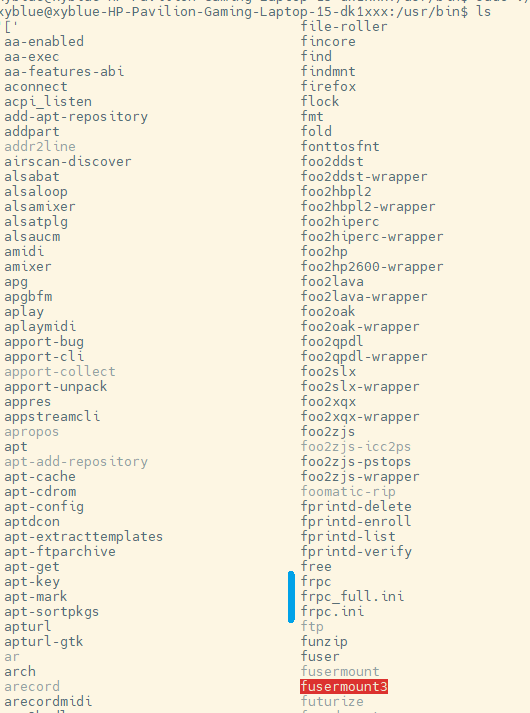 xyblue@xyblue-HP-Pavilion-Gaming-Laptop-15-dk1xxx:/usr/bin$ ls
'[' file-roller
aa-enabled fincore
aa-exec find
aa-features-abi findmnt
aconnect firefox
acpi_listen flock
add-apt-repository fmt
addpart fold
addr2line fonttosfnt
airscan-discover foo2ddst
alsabat foo2ddst-wrapper
alsaloop foo2hbpl2
alsamixer foo2hbpl2-wrapper
alsatplg foo2hiperc
alsaucm foo2hiperc-wrapper
amidi foo2hp
amixer foo2hp2600-wrapper
apg foo2lava
apgbfm foo2lava-wrapper
aplay foo2oak
aplaymidi foo2oak-wrapper
apport-bug foo2qpdl
apport-cli foo2qpdl-wrapper
apport-collect foo2slx
apport-unpack foo2slx-wrapper
appres foo2xqx
appstreamcli foo2xqx-wrapper
apropos foo2zjs
apt foo2zjs-icc2ps
apt-add-repository foo2zjs-pstops
apt-cache foo2zjs-wrapper
apt-cdrom foomatic-rip
apt-config fprintd-delete
aptdcon fprintd-enroll
apt-extracttemplates fprintd-list
apt-ftparchive fprintd-verify
apt-get free
apt-key frpc
apt-mark frpc_full.ini
apt-sortpkgs frpc.ini
apturl ftp
apturl-gtk funzip
ar fuser
arch fusermount
arecord fusermount3
arecordmidi futurize